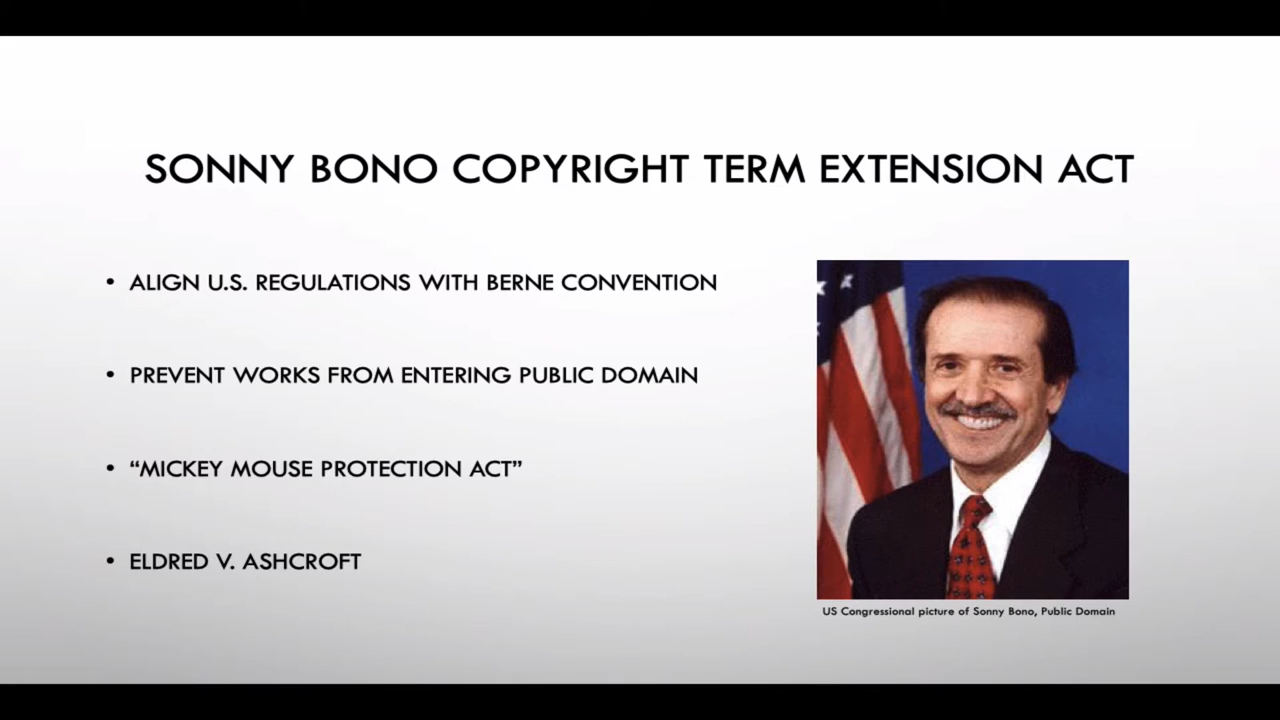 SONNY BONO COPYRIGHT TERM EXTENSION ACT
• ALIGN U.S. REGULATIONS WITH BERNE CONVENTION
• PREVENT WORKS FROM ENTERING PUBLIC DOMAIN
• “MICKEY MOUSE PROTECTION ACT”
• ELDRED V. ASHCROFT
US Congressional picture of Sonny Bono, Public Domain